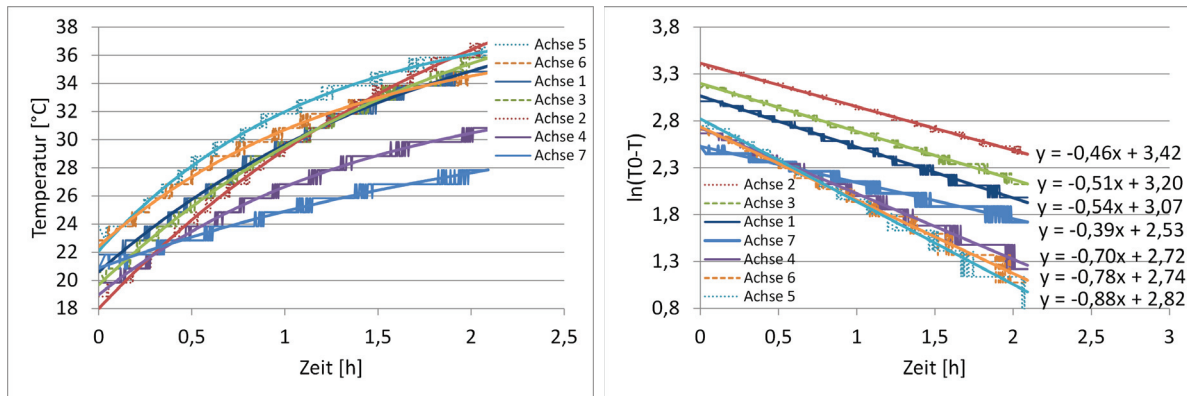 38
36
34
32
30
28
26
24
22
20
18
Temperatur [°C]
0
0,5
1
1,5
2
2,5
Zeit [h]
Achse 5
Achse 6
Achse 1
Achse 3
Achse 2
Achse 4
Achse 7
3,8
3,3
2,8
2,3
1,8
1,3
0,8
ln(T0-T)
0
0,5
1
1,5
2
2,5
3
Zeit [h]
Achse 2
Achse 3
Achse 1
Achse 7
Achse 4
Achse 6
Achse 5
y = -0,46x + 3,42
y = -0,51x + 3,20
y = -0,54x + 3,07
y = -0,39x + 2,53
y = -0,70x + 2,72
y = -0,78x + 2,74
y = -0,88x + 2,82